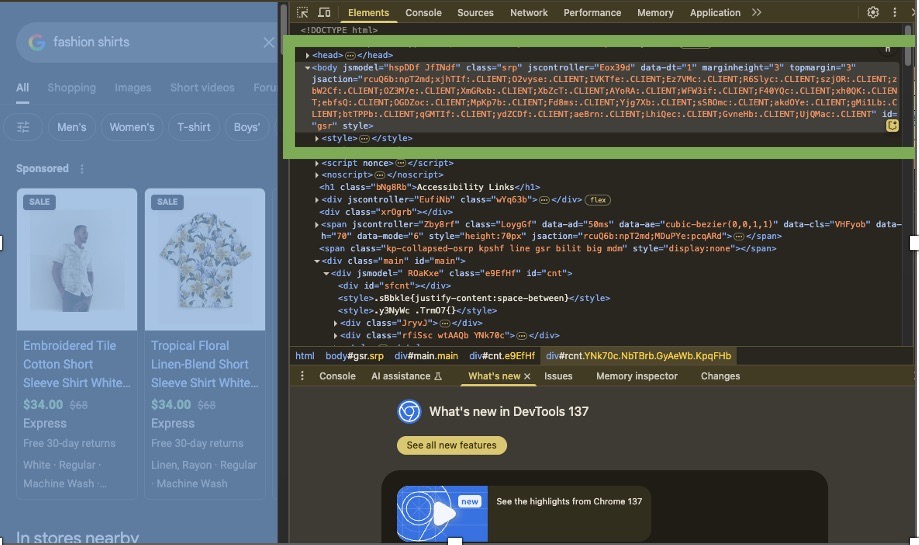 fashion shirts
All Shopping Images Short videos Foru
Men's Women's T-shirt Boys'
Sponsored
SALE
SALE
Embroidered Tile
Cotton Short
Sleeve Shirt White...
$34.00 $68
Express
Free 30-day returns
White · Regular ·
Machine Wash ·...
Tropical Floral
Linen-Blend Short
Sleeve Shirt White...
$34.00 $68
Express
Free 30-day returns
Linen, Rayon · Regular
· Machine Wash
In stores nearby
Elements Console Sources Network Performance Memory Application
<!DOCTYPE html>
<head> </head>
<body jsmodel="hspDDf JfINdf" class="srp" jscontroller="Eox39d" data-dt="1" marginheight="3" topmargin="3"
jsaction="rcuQ6b:npT2md;xjhTIf:.CLIENT;O2vyse:.CLIENT;IVKTfe:.CLIENT;Ez7VMc:.CLIENT;R6Slyc:.CLIENT;szjOR:.CLIENT;z
bW2Cf:.CLIENT;OZ3M7e:.CLIENT;XmGRxb:.CLIENT;XbZcT:.CLIENT;AYoRA:.CLIENT;WFW3if:.CLIENT;F40YQc:.CLIENT;xh0QK:.CLIENT
;ebfsQ:.CLIENT;OGDZoc:.CLIENT;MpKp7b:.CLIENT;Fd8ms:.CLIENT;Yjg7Xb:.CLIENT;sSBOmc:.CLIENT;akdOYe:.CLIENT;gMi1Lb:.C
LIENT;btTPPb:.CLIENT;qGMTIf:.CLIENT;ydZCDf:.CLIENT;aeBrn:.CLIENT;LhiQec:.CLIENT;GvneHb:.CLIENT;UjQMac:.CLIENT" id=
"gsr" style>
<style> </style>
<script nonce> </script>
<noscript> </noscript>
<h1 class="bNg8Rb">Accessibility Links</h1>
<div jscontroller="EufiNb" class="wYq63b"> </div> flex
<div class="xrOgrb"></div>
<span jscontroller="Zby8rf" class="LoygGf" data-ad="50ms" data-ae="cubic-bezier(0,0,1,1)" data-cls="VHFyob" data-
h="70" data-mode="6" style="height:70px" jsaction="rcuQ6b:npT2md;MDuPYe:pcqARd"> </span>
<span class="kp-collapsed-osrp kpshf line gsr bilit big mdm" style="display:none"></span>
<div class="main" id="main">
<div jsmodel=" ROaKxe" class="e9EfHf" id="cnt">
<div id="sfcnt"></div>
<style>.sBbkle{justify-content:space-between}</style>
<style>.y3NyWc .TrmO7{}</style>
<div class="JryvJ"> </div>
<div class="rfiSsc wtAAQb YNk70c"> </div>
html body#gsr.srp div#main.main div#cnt.e9EfHf div#rcnt.YNk70c.NbTBrb.GyAeWb.KpqFHb
Console AI assistance What's new Issues Memory inspector Changes
What's new in DevTools 137
See all new features
new
See the highlights from Chrome 137